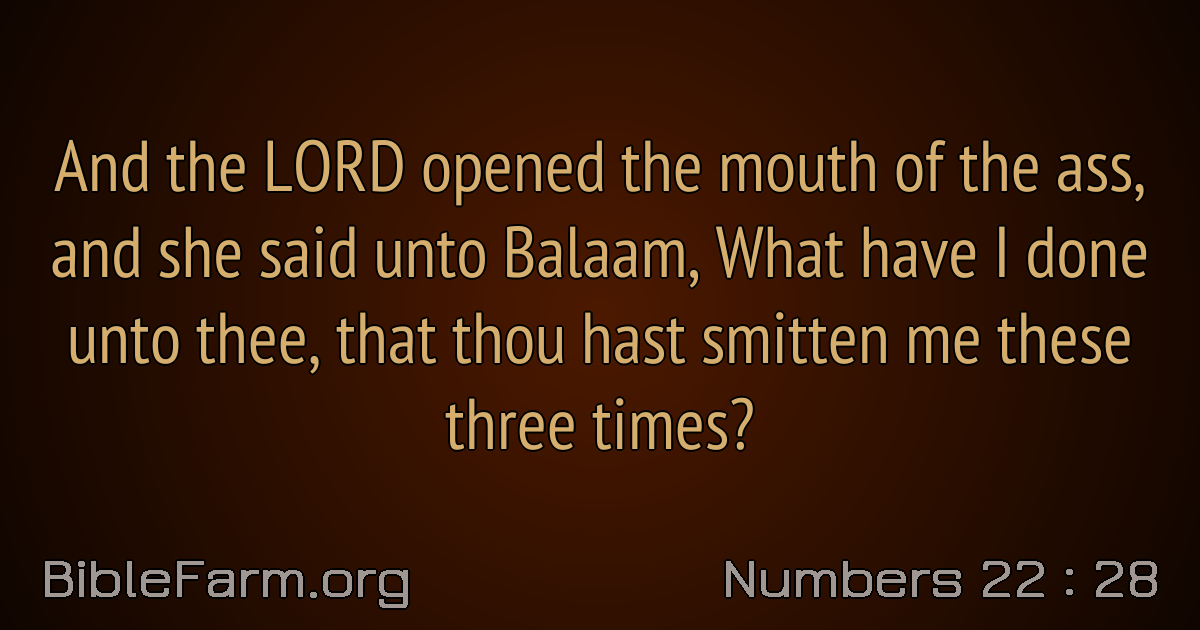 And the LORD opened the mouth of the ass,
and she said unto Balaam, What have I done
unto thee, that thou hast smitten me these
three times?
BibleFarm.org
Numbers 22 : 28